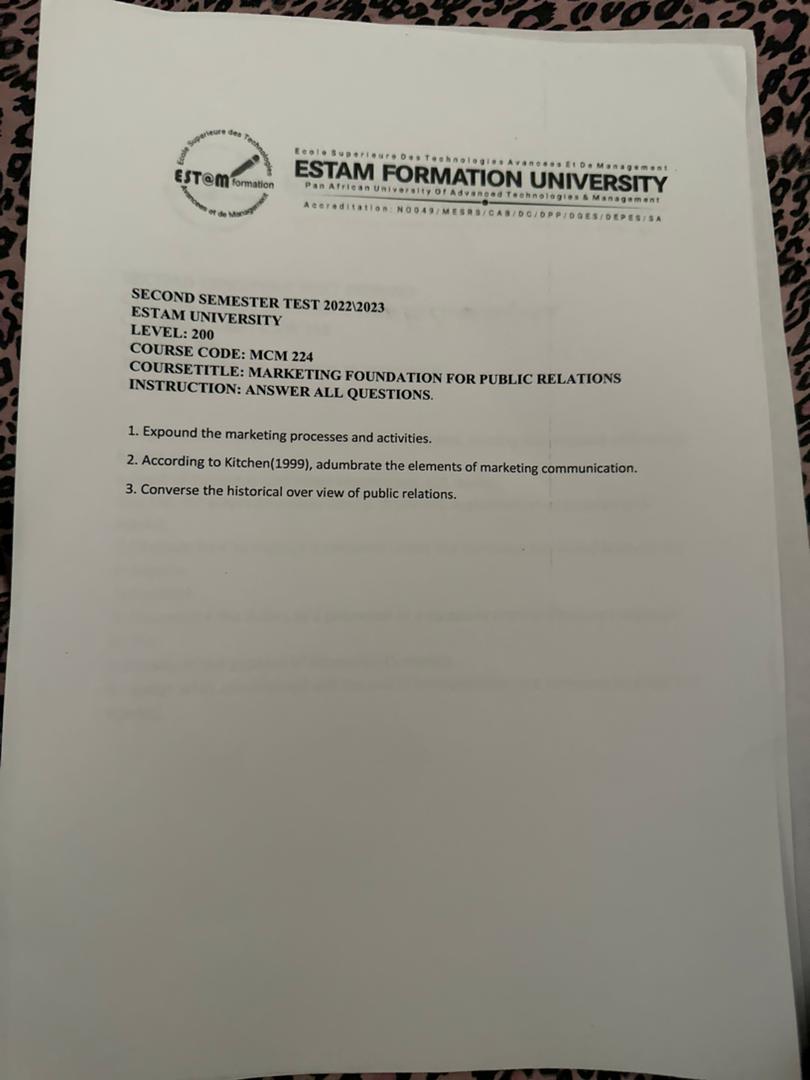 Ecole Superieure des Technologies
EST@M formation
Avancees et de Management
Ecole Superieure Des Technologies Avancees Et De Management
ESTAM FORMATION UNIVERSITY
Pan African University Of Advanced Technologies & Management
Accreditation: N0049/MESRS/CAB/DC/DPP/DGES/DEPES/SA
SECOND SEMESTER TEST 2022\2023
ESTAM UNIVERSITY
LEVEL: 200
COURSE CODE: MCM 224
COURSETITLE: MARKETING FOUNDATION FOR PUBLIC RELATIONS
INSTRUCTION: ANSWER ALL QUESTIONS.
1. Expound the marketing processes and activities.
2. According to Kitchen(1999), adumbrate the elements of marketing communication.
3. Converse the historical over view of public relations.